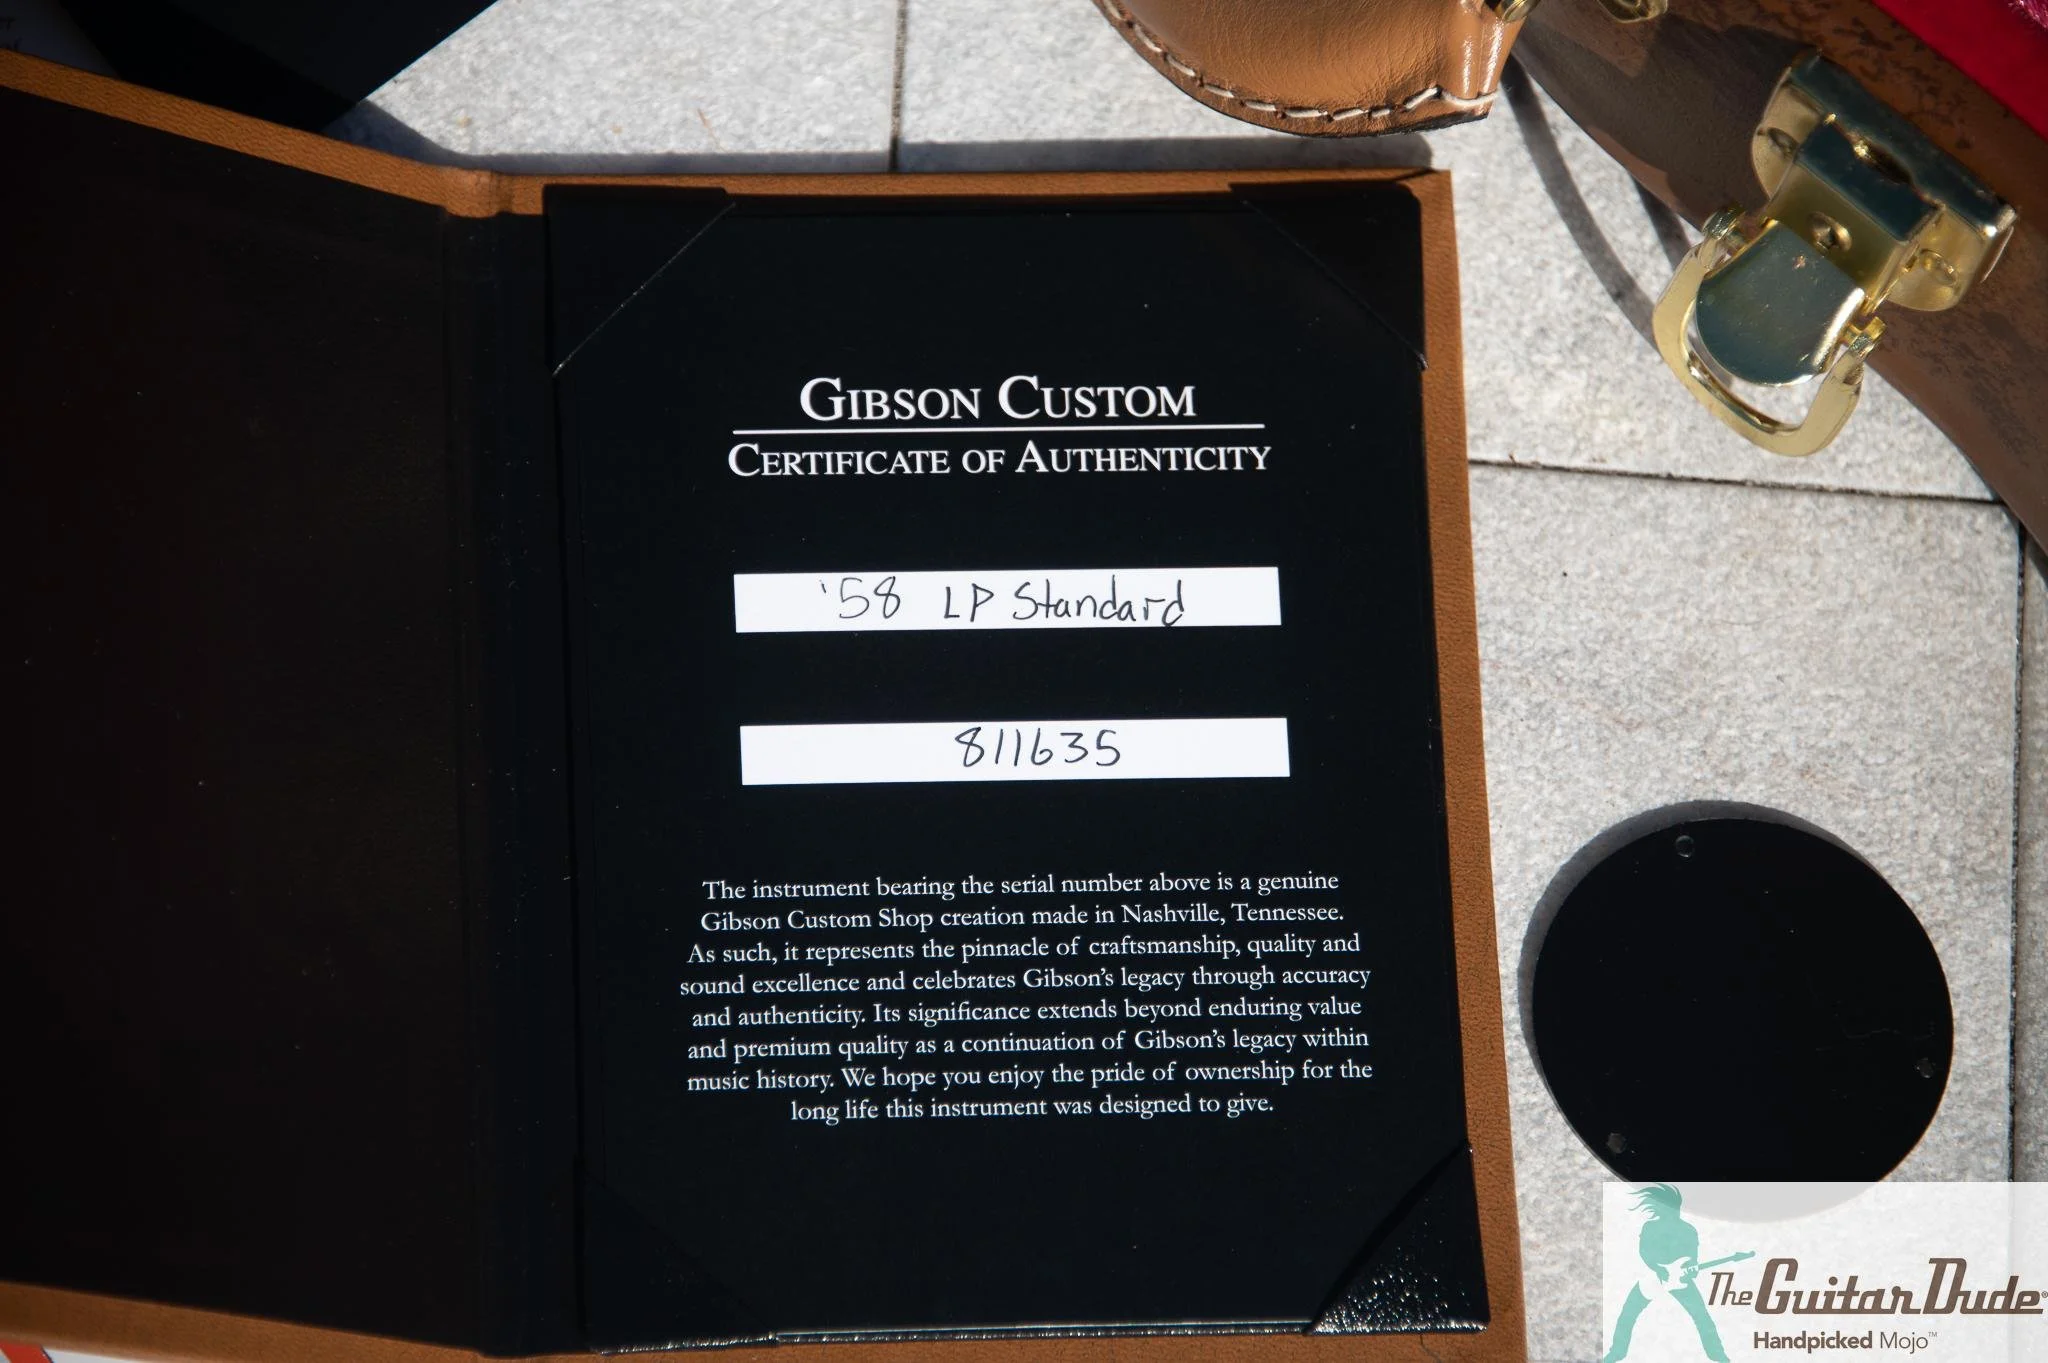 GIBSON CUSTOM
CERTIFICATE OF AUTHENTICITY
'58 LP Standard
811635
The instrument bearing the serial number above is a genuine
Gibson Custom Shop creation made in Nashville, Tennessee.
As such, it represents the pinnacle of craftsmanship, quality and
sound excellence and celebrates Gibson's legacy through accuracy
and authenticity. Its significance extends beyond enduring value
and premium quality as a continuation of Gibson's legacy within
music history. We hope you enjoy the pride of ownership for the
long life this instrument was designed to give.
The Guitar Dude®
Handpicked Mojo™